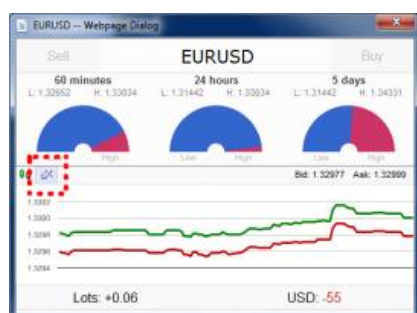 EURUSD -- Webpage Dialog
Sell EURUSD Buy
60 minutes 24 hours 5 days
L: 1.32652 H: 1.33034 L: 1.31442 H: 1.33034 L: 1.31442 H: 1.34331
High Low High Low High
Bid: 1.32977 Ask: 1.32999
Lots: +0.06 USD: -55